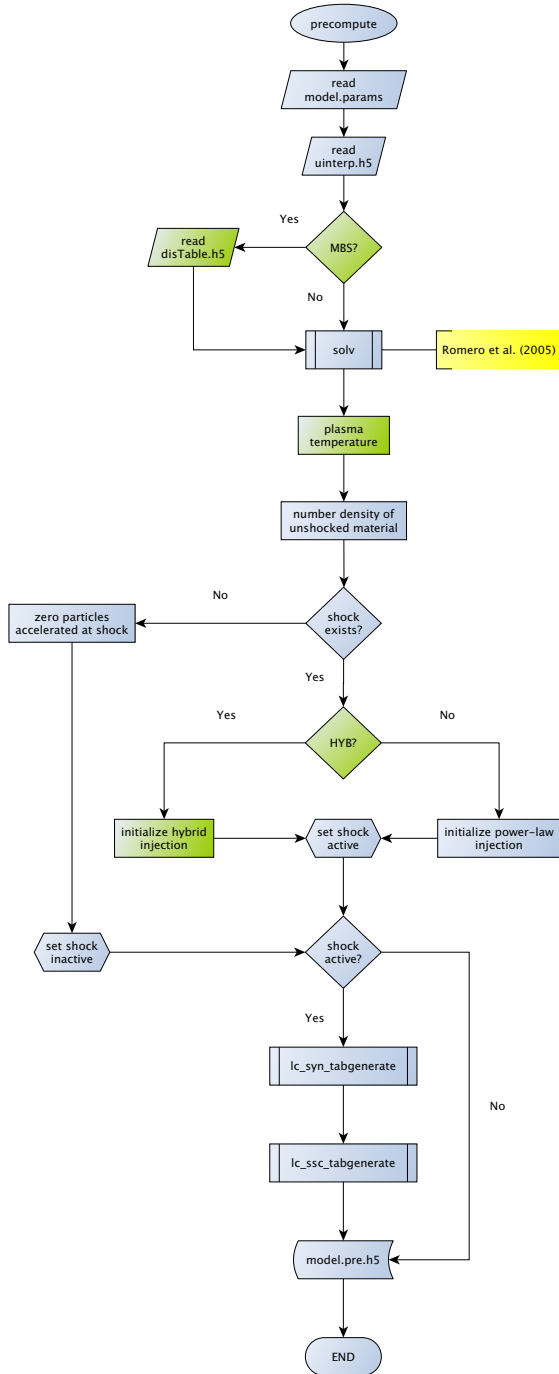 precompute
read
model.params
read
uinterp.h5
Yes
read
disTable.h5
MBS?
No
solv
Romero et al. (2005)
plasma
temperature
number density of
unshocked material
No
zero particles
accelerated at shock
shock
exists?
Yes
Yes
No
HYB?
initialize hybrid
injection
set shock
active
initialize power-law
injection
set shock
inactive
shock
active?
Yes
lc_syn_tabgenerate
No
lc_ssc_tabgenerate
model.pre.h5
END